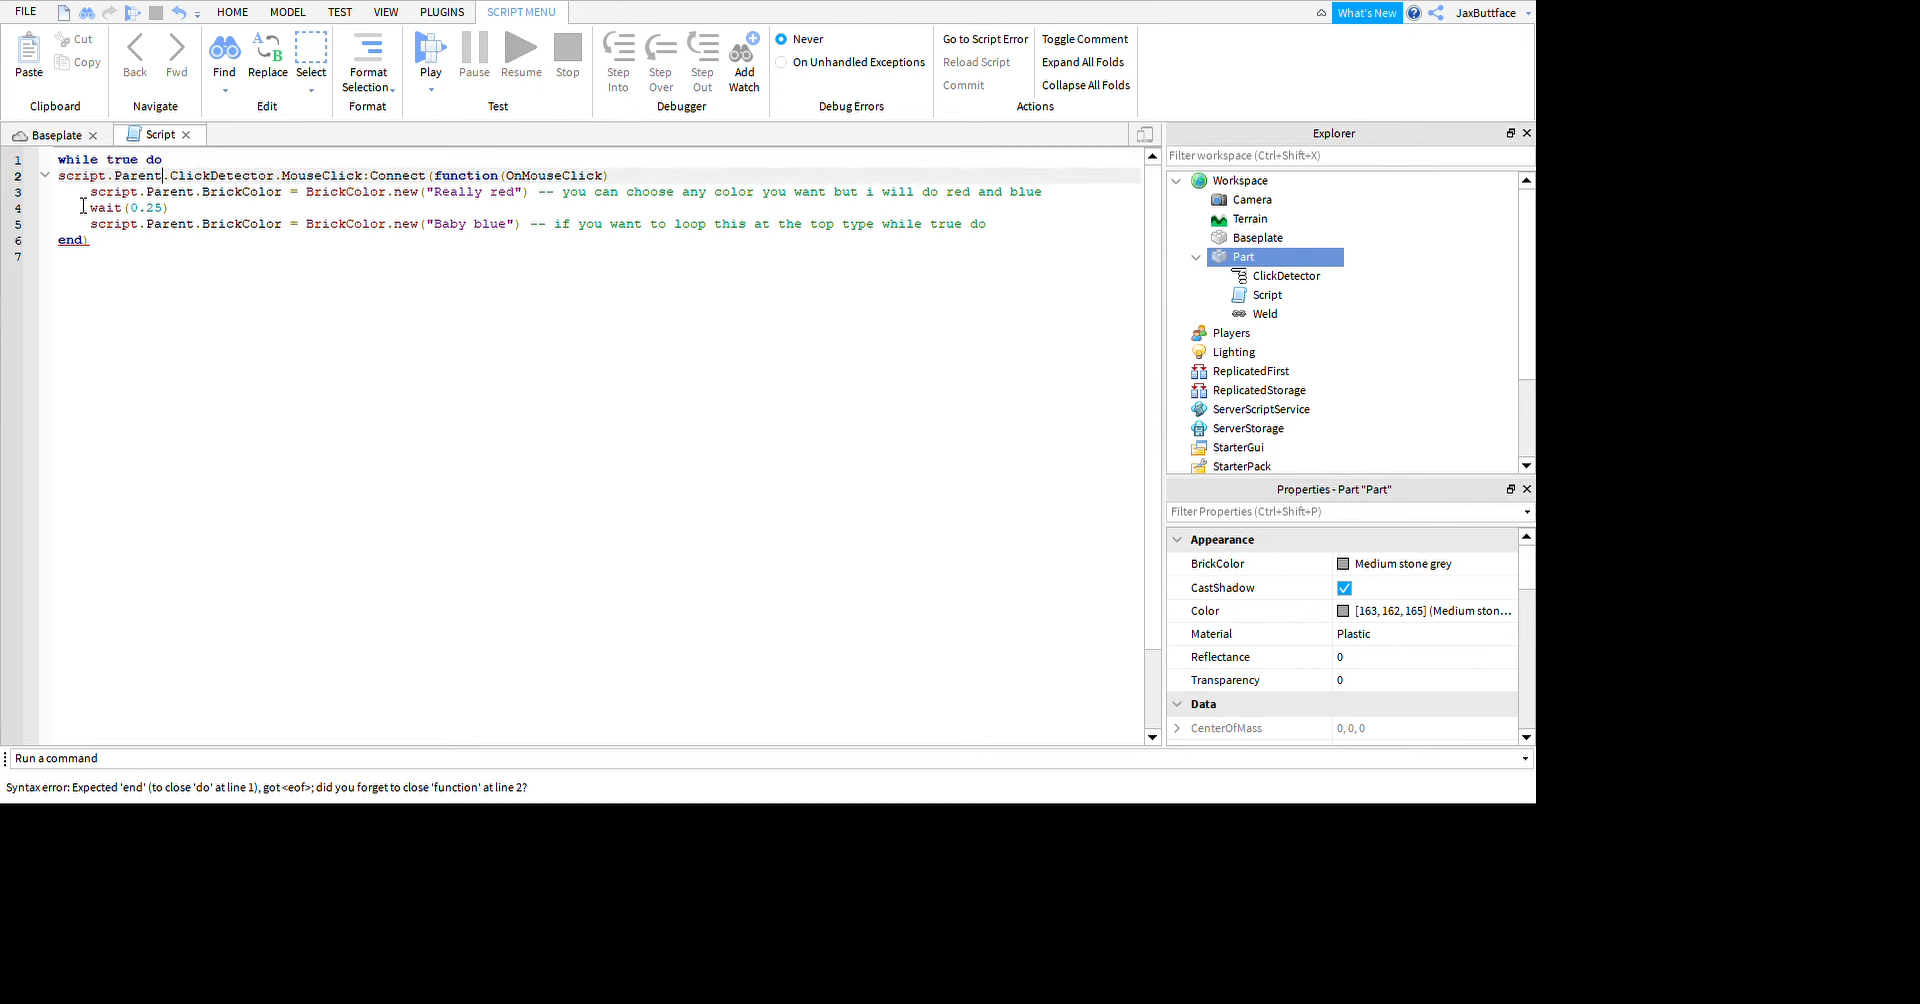 FILE HOME MODEL TEST VIEW PLUGINS SCRIPT MENU What's New JaxButtface
Paste Cut Copy Clipboard
Back Fwd Navigate
Find Replace Select Edit
Format Selection Format
Play Pause Resume Stop Test
Step Into Step Over Step Out Add Watch Debugger
Never
On Unhandled Exceptions
Debug Errors
Go to Script Error Toggle Comment
Reload Script Expand All Folds
Commit Collapse All Folds
Actions
Baseplate Script
1 while true do
2 script.Parent.ClickDetector.MouseClick:Connect(function(OnMouseClick)
3 script.Parent.BrickColor = BrickColor.new("Really red") -- you can choose any color you want but i will do red and blue
4 wait(0.25)
5 script.Parent.BrickColor = BrickColor.new("Baby blue") -- if you want to loop this at the top type while true do
6 end)
7
Explorer
Filter workspace (Ctrl+Shift+X)
Workspace
Camera
Terrain
Baseplate
Part
ClickDetector
Script
Weld
Players
Lighting
ReplicatedFirst
ReplicatedStorage
ServerScriptService
ServerStorage
StarterGui
StarterPack
Properties - Part "Part"
Filter Properties (Ctrl+Shift+P)
Appearance
BrickColor Medium stone grey
CastShadow
Color [163, 162, 165] (Medium ston...
Material Plastic
Reflectance 0
Transparency 0
Data
CenterOfMass 0, 0, 0
Run a command
Syntax error: Expected 'end' (to close 'do' at line 1), got <eof>; did you forget to close 'function' at line 2?